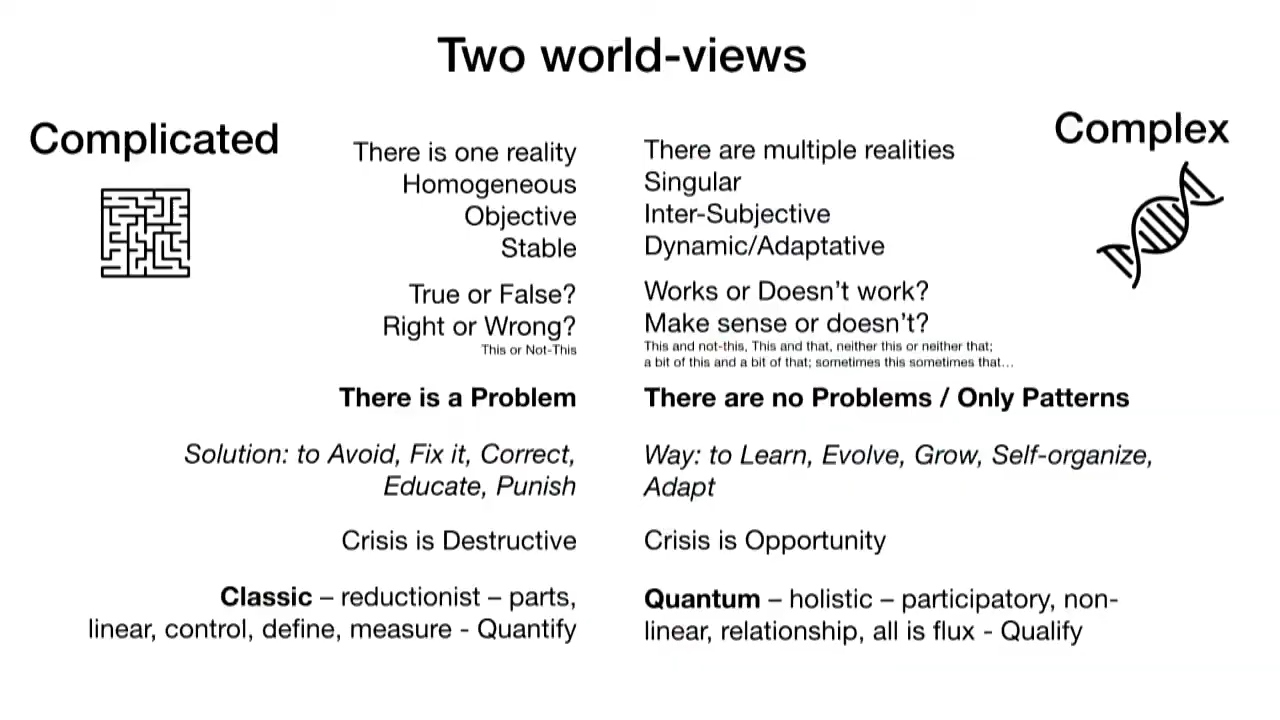 Two world-views
Complicated
There is one reality
Homogeneous
Objective
Stable
True or False?
Right or Wrong?
This or Not-This
There is a Problem
Solution: to Avoid, Fix it, Correct,
Educate, Punish
Crisis is Destructive
Classic – reductionist – parts,
linear, control, define, measure - Quantify
Complex
There are multiple realities
Singular
Inter-Subjective
Dynamic/Adaptative
Works or Doesn’t work?
Make sense or doesn’t?
This and not-this, This and that, neither this or neither that;
a bit of this and a bit of that; sometimes this sometimes that…
There are no Problems / Only Patterns
Way: to Learn, Evolve, Grow, Self-organize,
Adapt
Crisis is Opportunity
Quantum – holistic – participatory, non-
linear, relationship, all is flux - Qualify